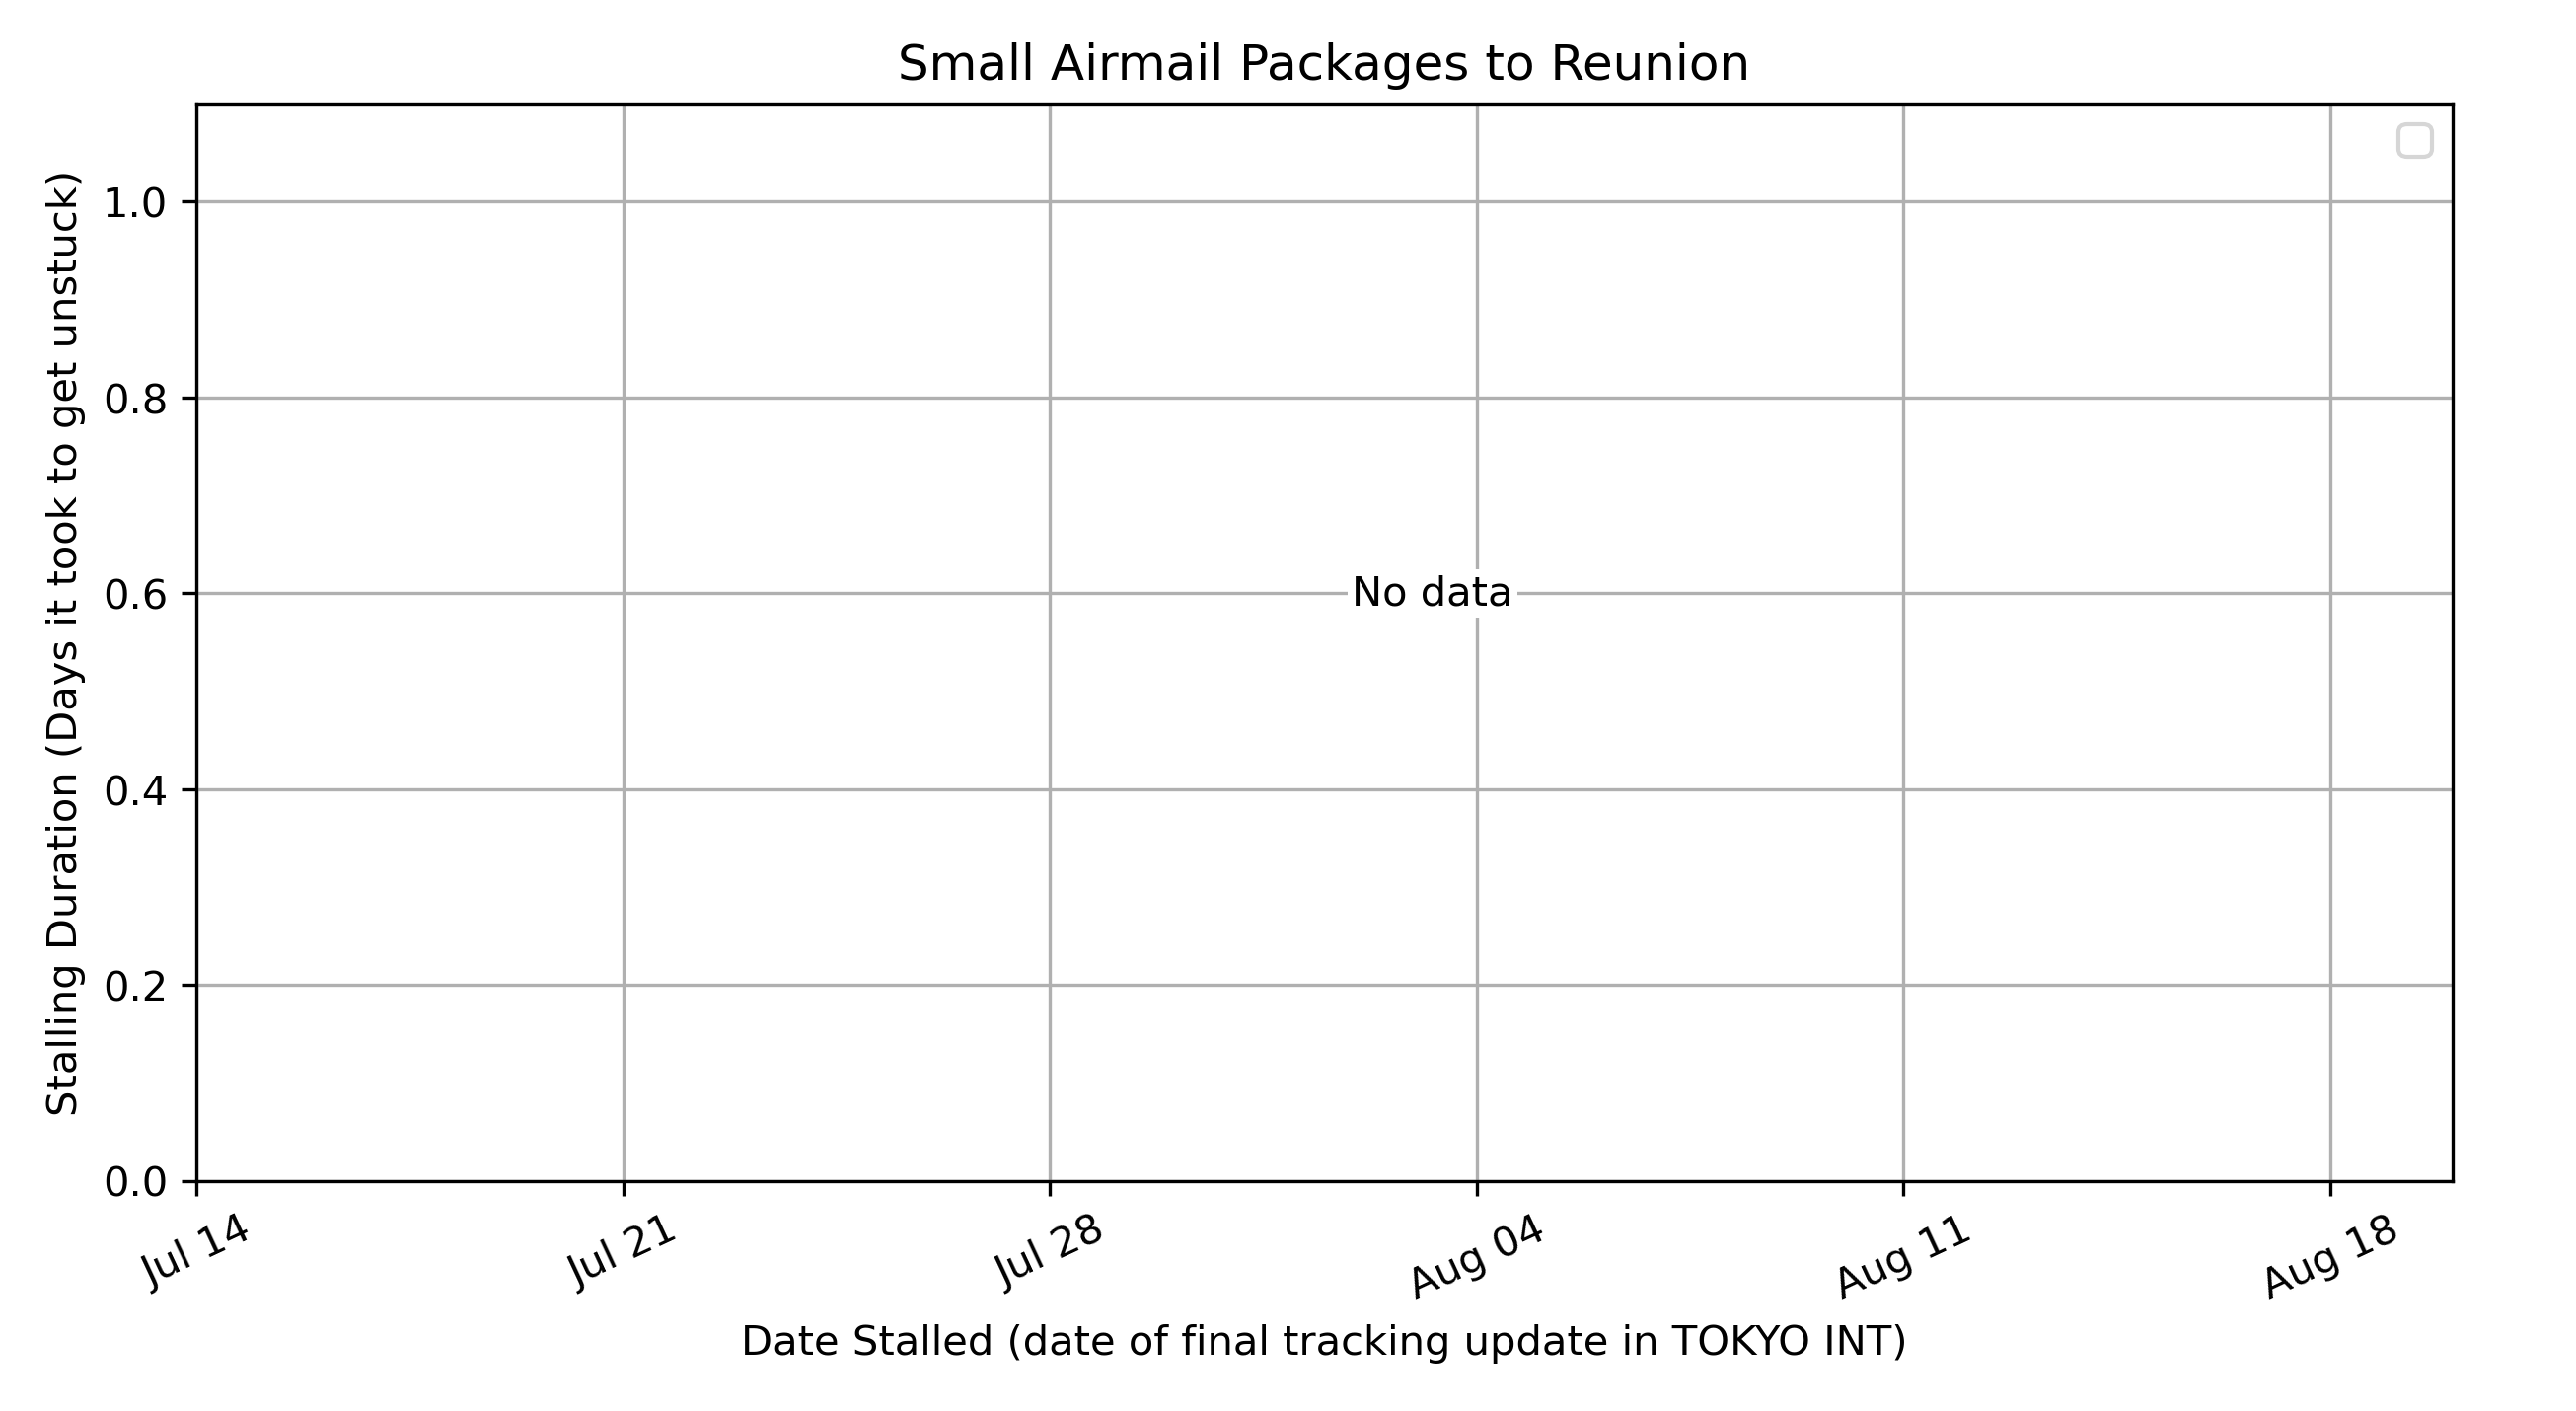 Small Airmail Packages to Reunion
Stalling Duration (Days it took to get unstuck)
1.0
0.8
0.6
0.4
0.2
0.0
No data
Jul 14
Jul 21
Jul 28
Aug 04
Aug 11
Aug 18
Date Stalled (date of final tracking update in TOKYO INT)